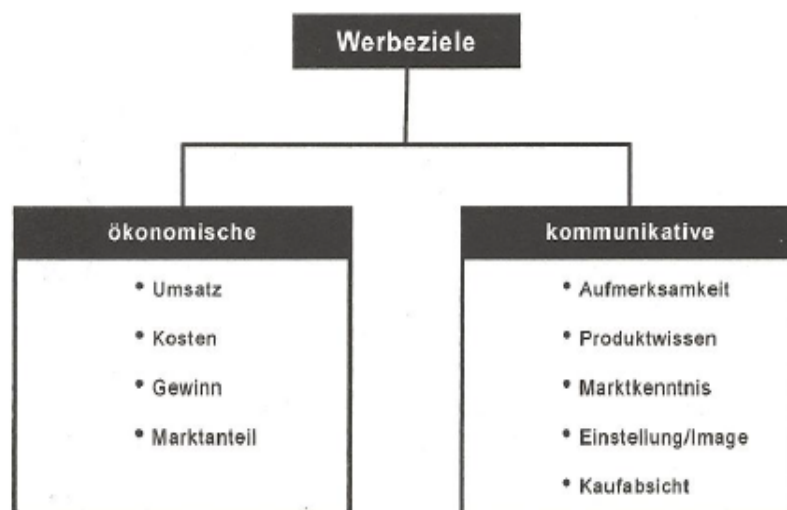 Werbeziele
ökonomische
• Umsatz
• Kosten
• Gewinn
• Marktanteil
kommunikative
• Aufmerksamkeit
• Produktwissen
• Marktkenntnis
• Einstellung/Image
• Kaufabsicht